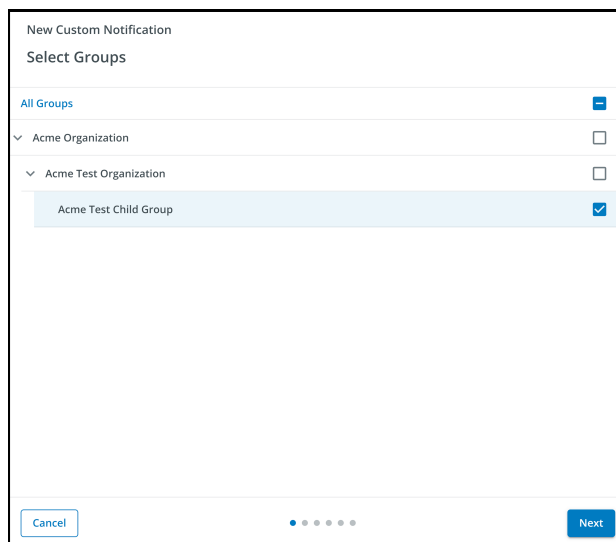 New Custom Notification
Select Groups
All Groups
Acme Organization
Acme Test Organization
Acme Test Child Group
Cancel
Next